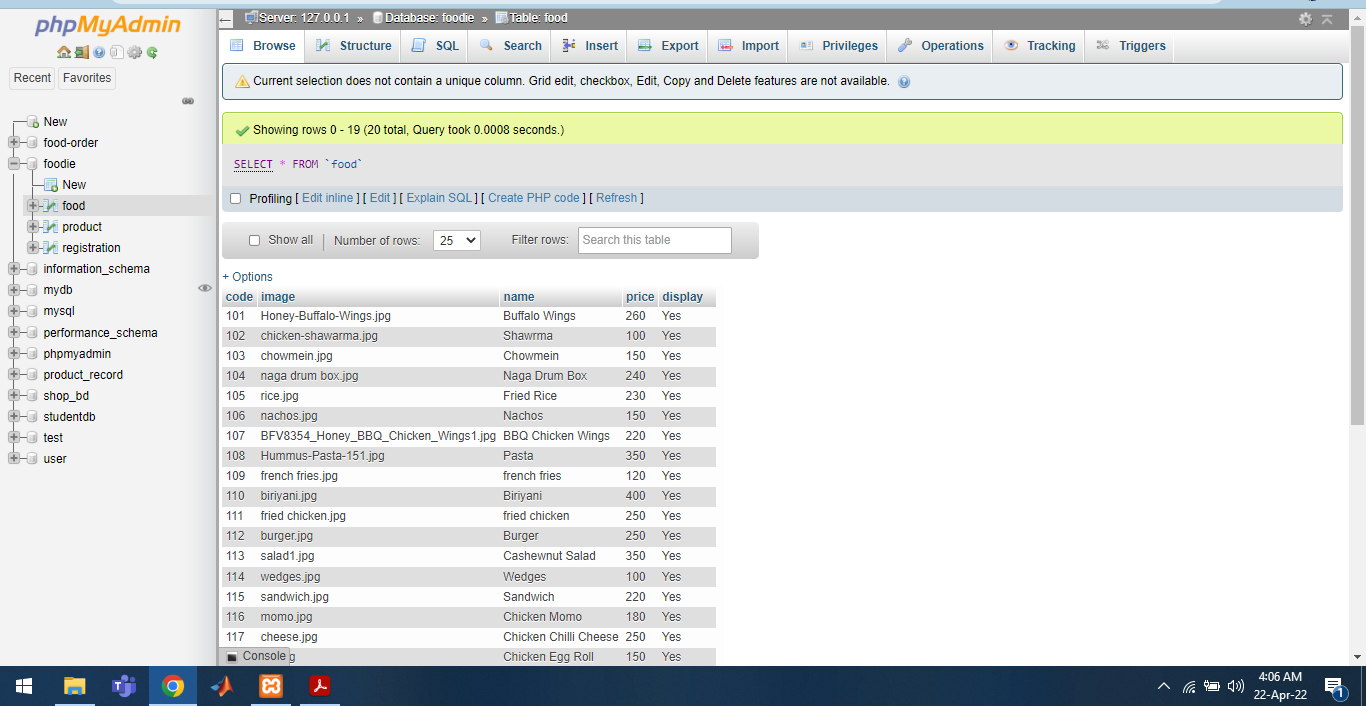 phpMyAdmin
Recent Favorites
New
food-order
foodie
New
food
product
registration
information_schema
mydb
mysql
performance_schema
phpmyadmin
product_record
shop_bd
studentdb
test
user
Server: 127.0.0.1 » Database: foodie » Table: food
Browse Structure SQL Search Insert Export Import Privileges Operations Tracking Triggers
Current selection does not contain a unique column. Grid edit, checkbox, Edit, Copy and Delete features are not available.
Showing rows 0 - 19 (20 total, Query took 0.0008 seconds.)
SELECT * FROM `food`
Profiling [ Edit inline ] [ Edit ] [ Explain SQL ] [ Create PHP code ] [ Refresh ]
Show all Number of rows: 25 Filter rows: Search this table
+ Options
code image name price display
101 Honey-Buffalo-Wings.jpg Buffalo Wings 260 Yes
102 chicken-shawarma.jpg Shawrma 100 Yes
103 chowmein.jpg Chowmein 150 Yes
104 naga drum box.jpg Naga Drum Box 240 Yes
105 rice.jpg Fried Rice 230 Yes
106 nachos.jpg Nachos 150 Yes
107 BFV8354_Honey_BBQ_Chicken_Wings1.jpg BBQ Chicken Wings 220 Yes
108 Hummus-Pasta-151.jpg Pasta 350 Yes
109 french fries.jpg french fries 120 Yes
110 biriyani.jpg Biriyani 400 Yes
111 fried chicken.jpg fried chicken 250 Yes
112 burger.jpg Burger 250 Yes
113 salad1.jpg Cashewnut Salad 350 Yes
114 wedges.jpg Wedges 100 Yes
115 sandwich.jpg Sandwich 220 Yes
116 momo.jpg Chicken Momo 180 Yes
117 cheese.jpg Chicken Chilli Cheese 250 Yes
Console g Chicken Egg Roll 150 Yes
4:06 AM
22-Apr-22
1